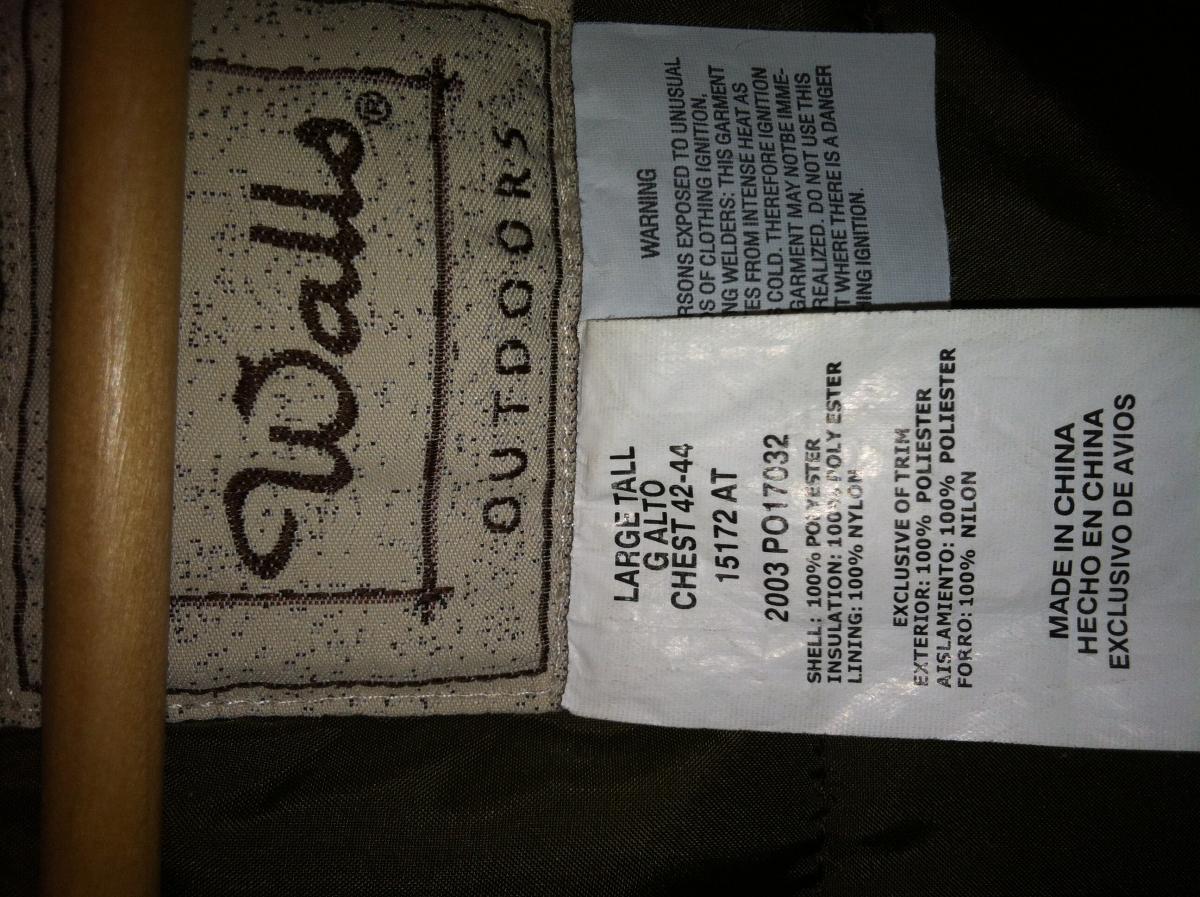 Walls®
OUTDOORS
WARNING
RSONS EXPOSED TO UNUSUAL
S OF CLOTHING IGNITION,
NG WELDERS: THIS GARMENT
ES FROM INTENSE HEAT AS
COLD. THEREFORE IGNITION
GARMENT MAY NOTBE IMME-
REALIZED. DO NOT USE THIS
T WHERE THERE IS A DANGER
HING IGNITION.
LARGE TALL
G ALTO
CHEST 42-44
15172 AT
2003 PO17032
SHELL: 100% POLYESTER
INSULATION: 100% POLYESTER
LINING: 100% NYLON
EXCLUSIVE OF TRIM
EXTERIOR: 100% POLIESTER
AISLAMIENTO: 100% POLIESTER
FORRO: 100% NILON
MADE IN CHINA
HECHO EN CHINA
EXCLUSIVO DE AVIOS